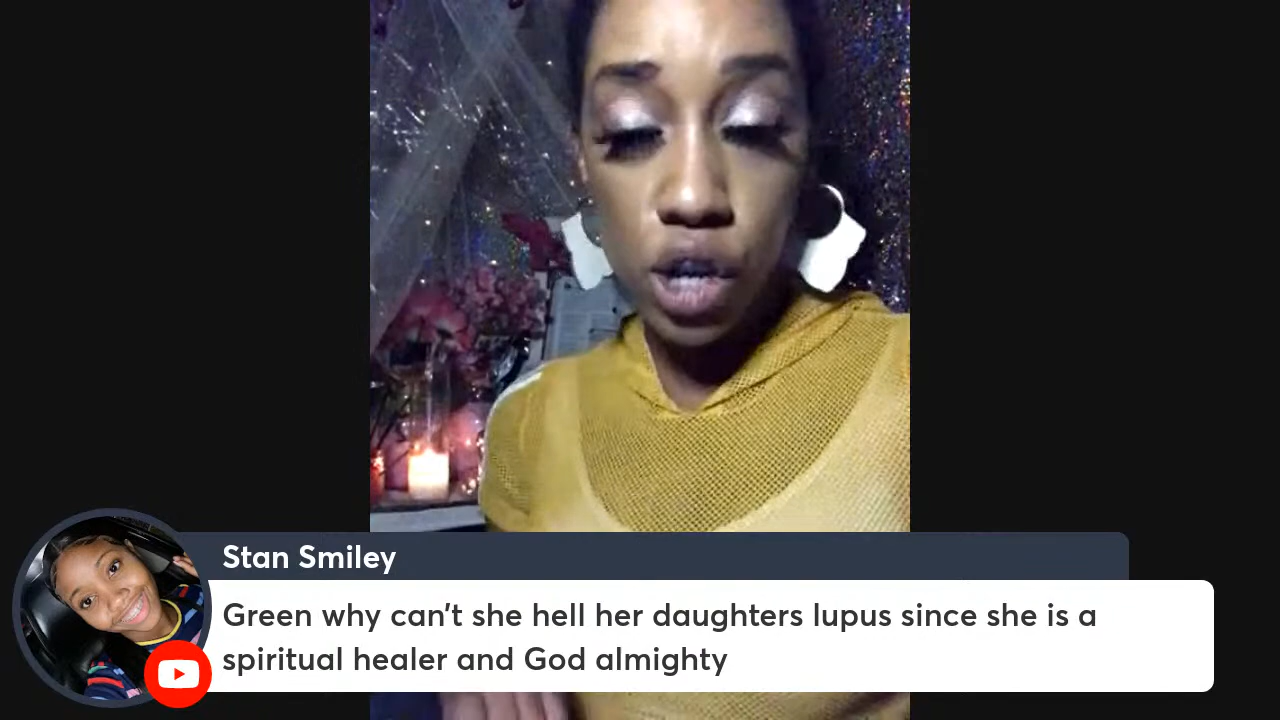 Stan Smiley
Green why can't she hell her daughters lupus since she is a
spiritual healer and God almighty